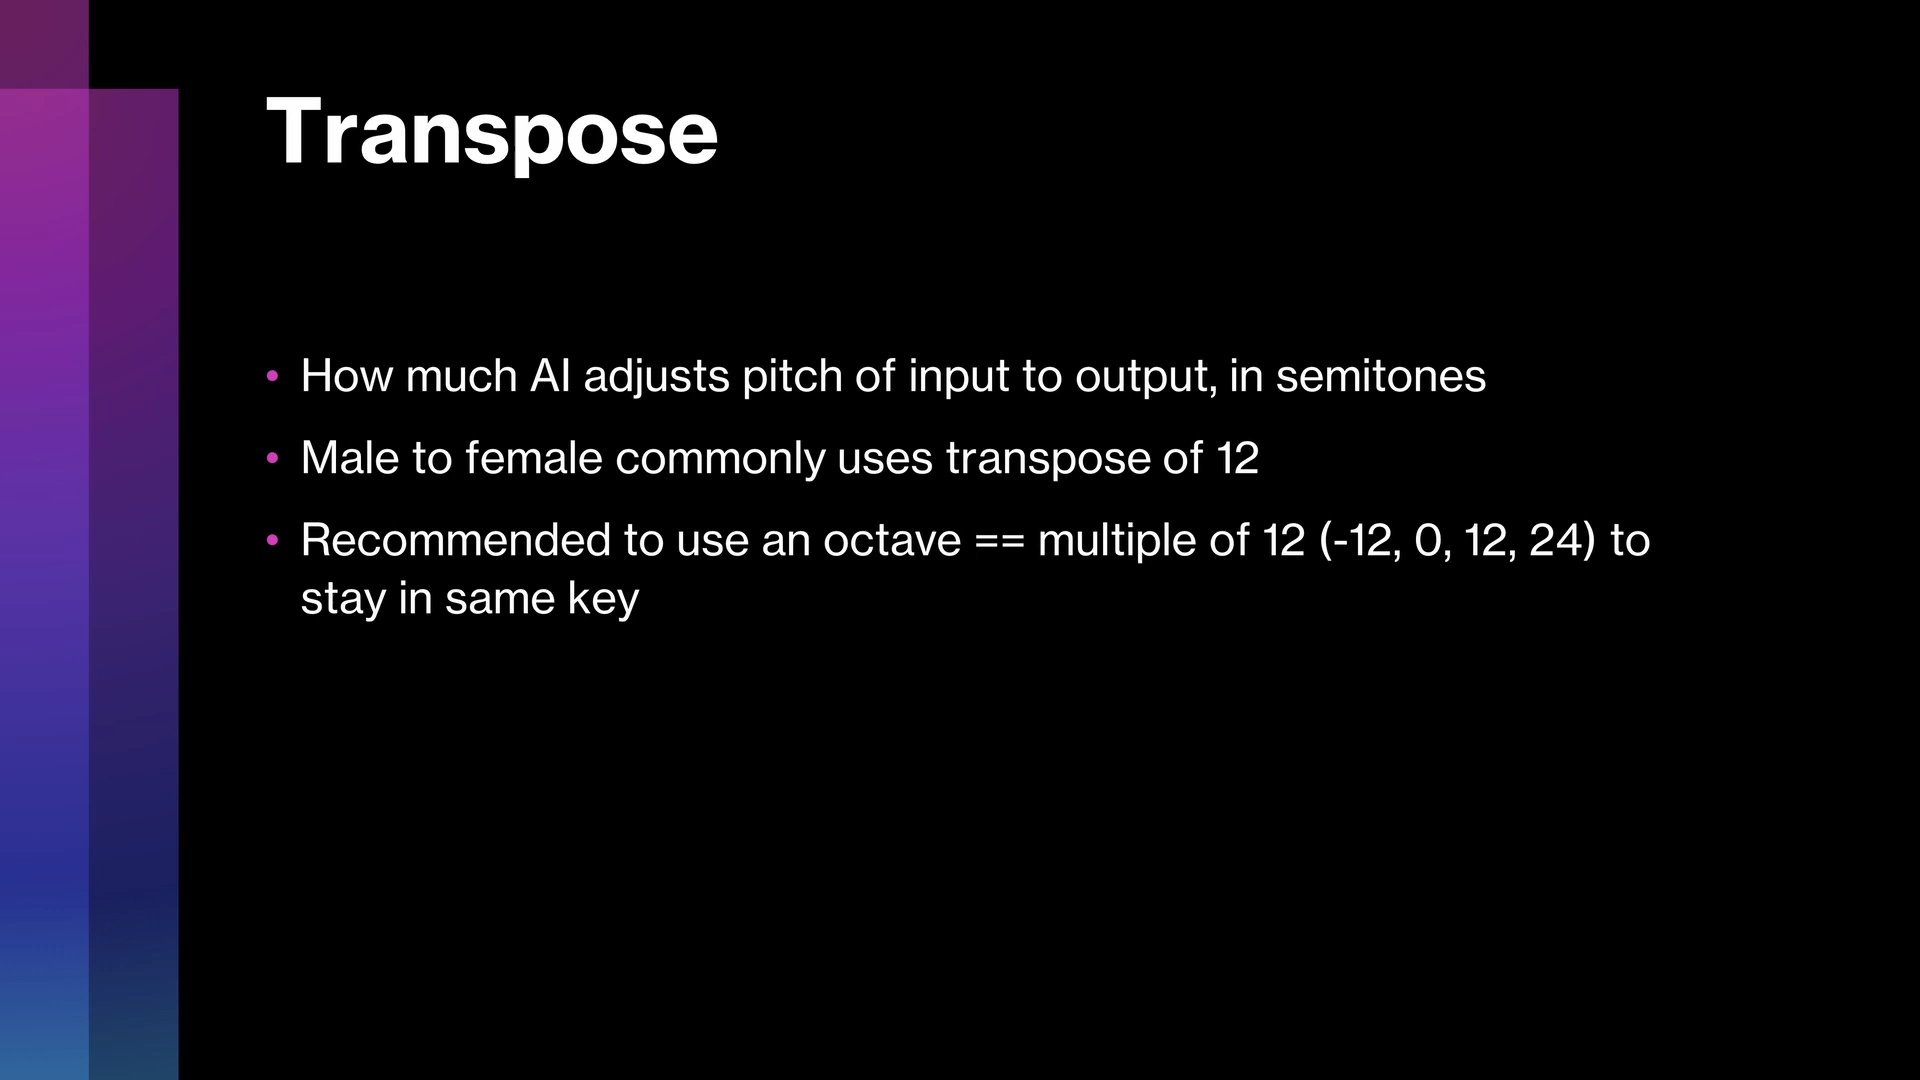 Transpose
• How much AI adjusts pitch of input to output, in semitones
• Male to female commonly uses transpose of 12
• Recommended to use an octave == multiple of 12 (-12, 0, 12, 24) to
stay in same key